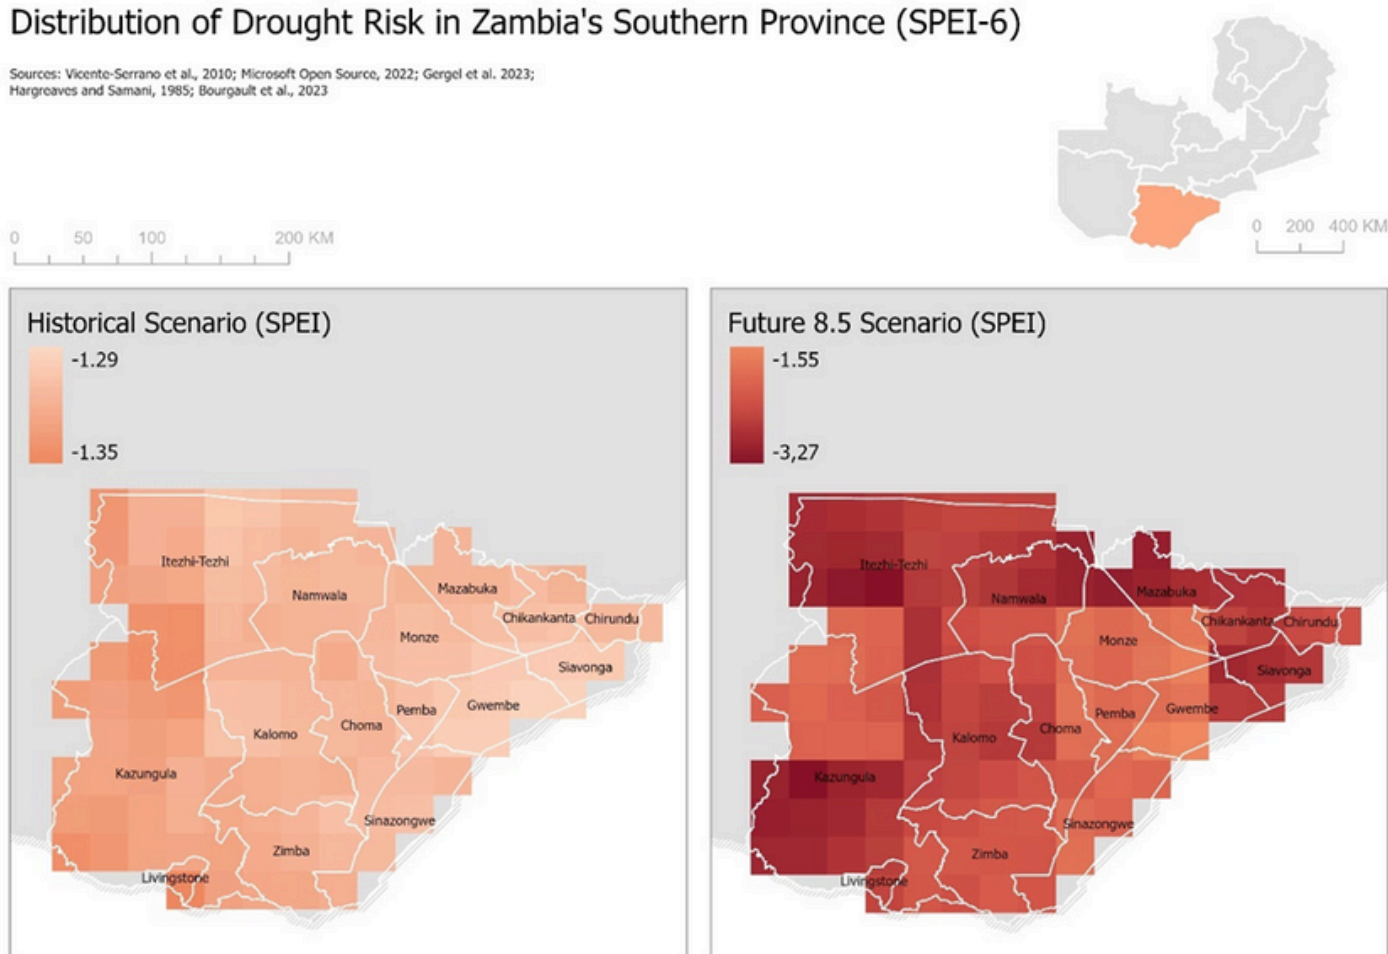 Distribution of Drought Risk in Zambia's Southern Province (SPEI-6)
Sources: Vicente-Serrano et al., 2010; Microsoft Open Source, 2022; Gergel et al. 2023;
Hargreaves and Samani, 1985; Bourgault et al., 2023
0 50 100 200 KM
0 200 400 KM
Historical Scenario (SPEI)
-1.29
-1.35
Itezhi-Tezhi
Namwala
Mazabuka
Chikankanta
Chirundu
Monze
Siavonga
Gwembe
Pemba
Choma
Kalomo
Kazungula
Sinazongwe
Zimba
Livingstone
Future 8.5 Scenario (SPEI)
-1.55
-3,27
Itezhi-Tezhi
Namwala
Mazabuka
Chikankanta
Chirundu
Monze
Siavonga
Gwembe
Pemba
Choma
Kalomo
Kazungula
Sinazongwe
Zimba
Livingstone